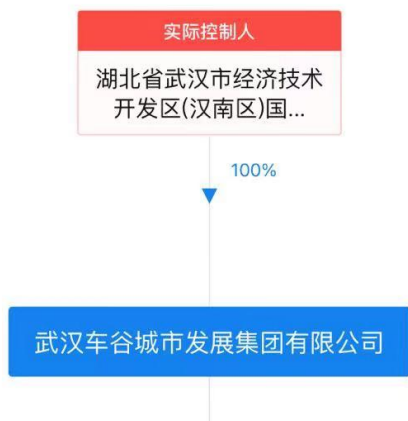 实际控制人
湖北省武汉市经济技术
开发区(汉南区)国...
100%
武汉车谷城市发展集团有限公司